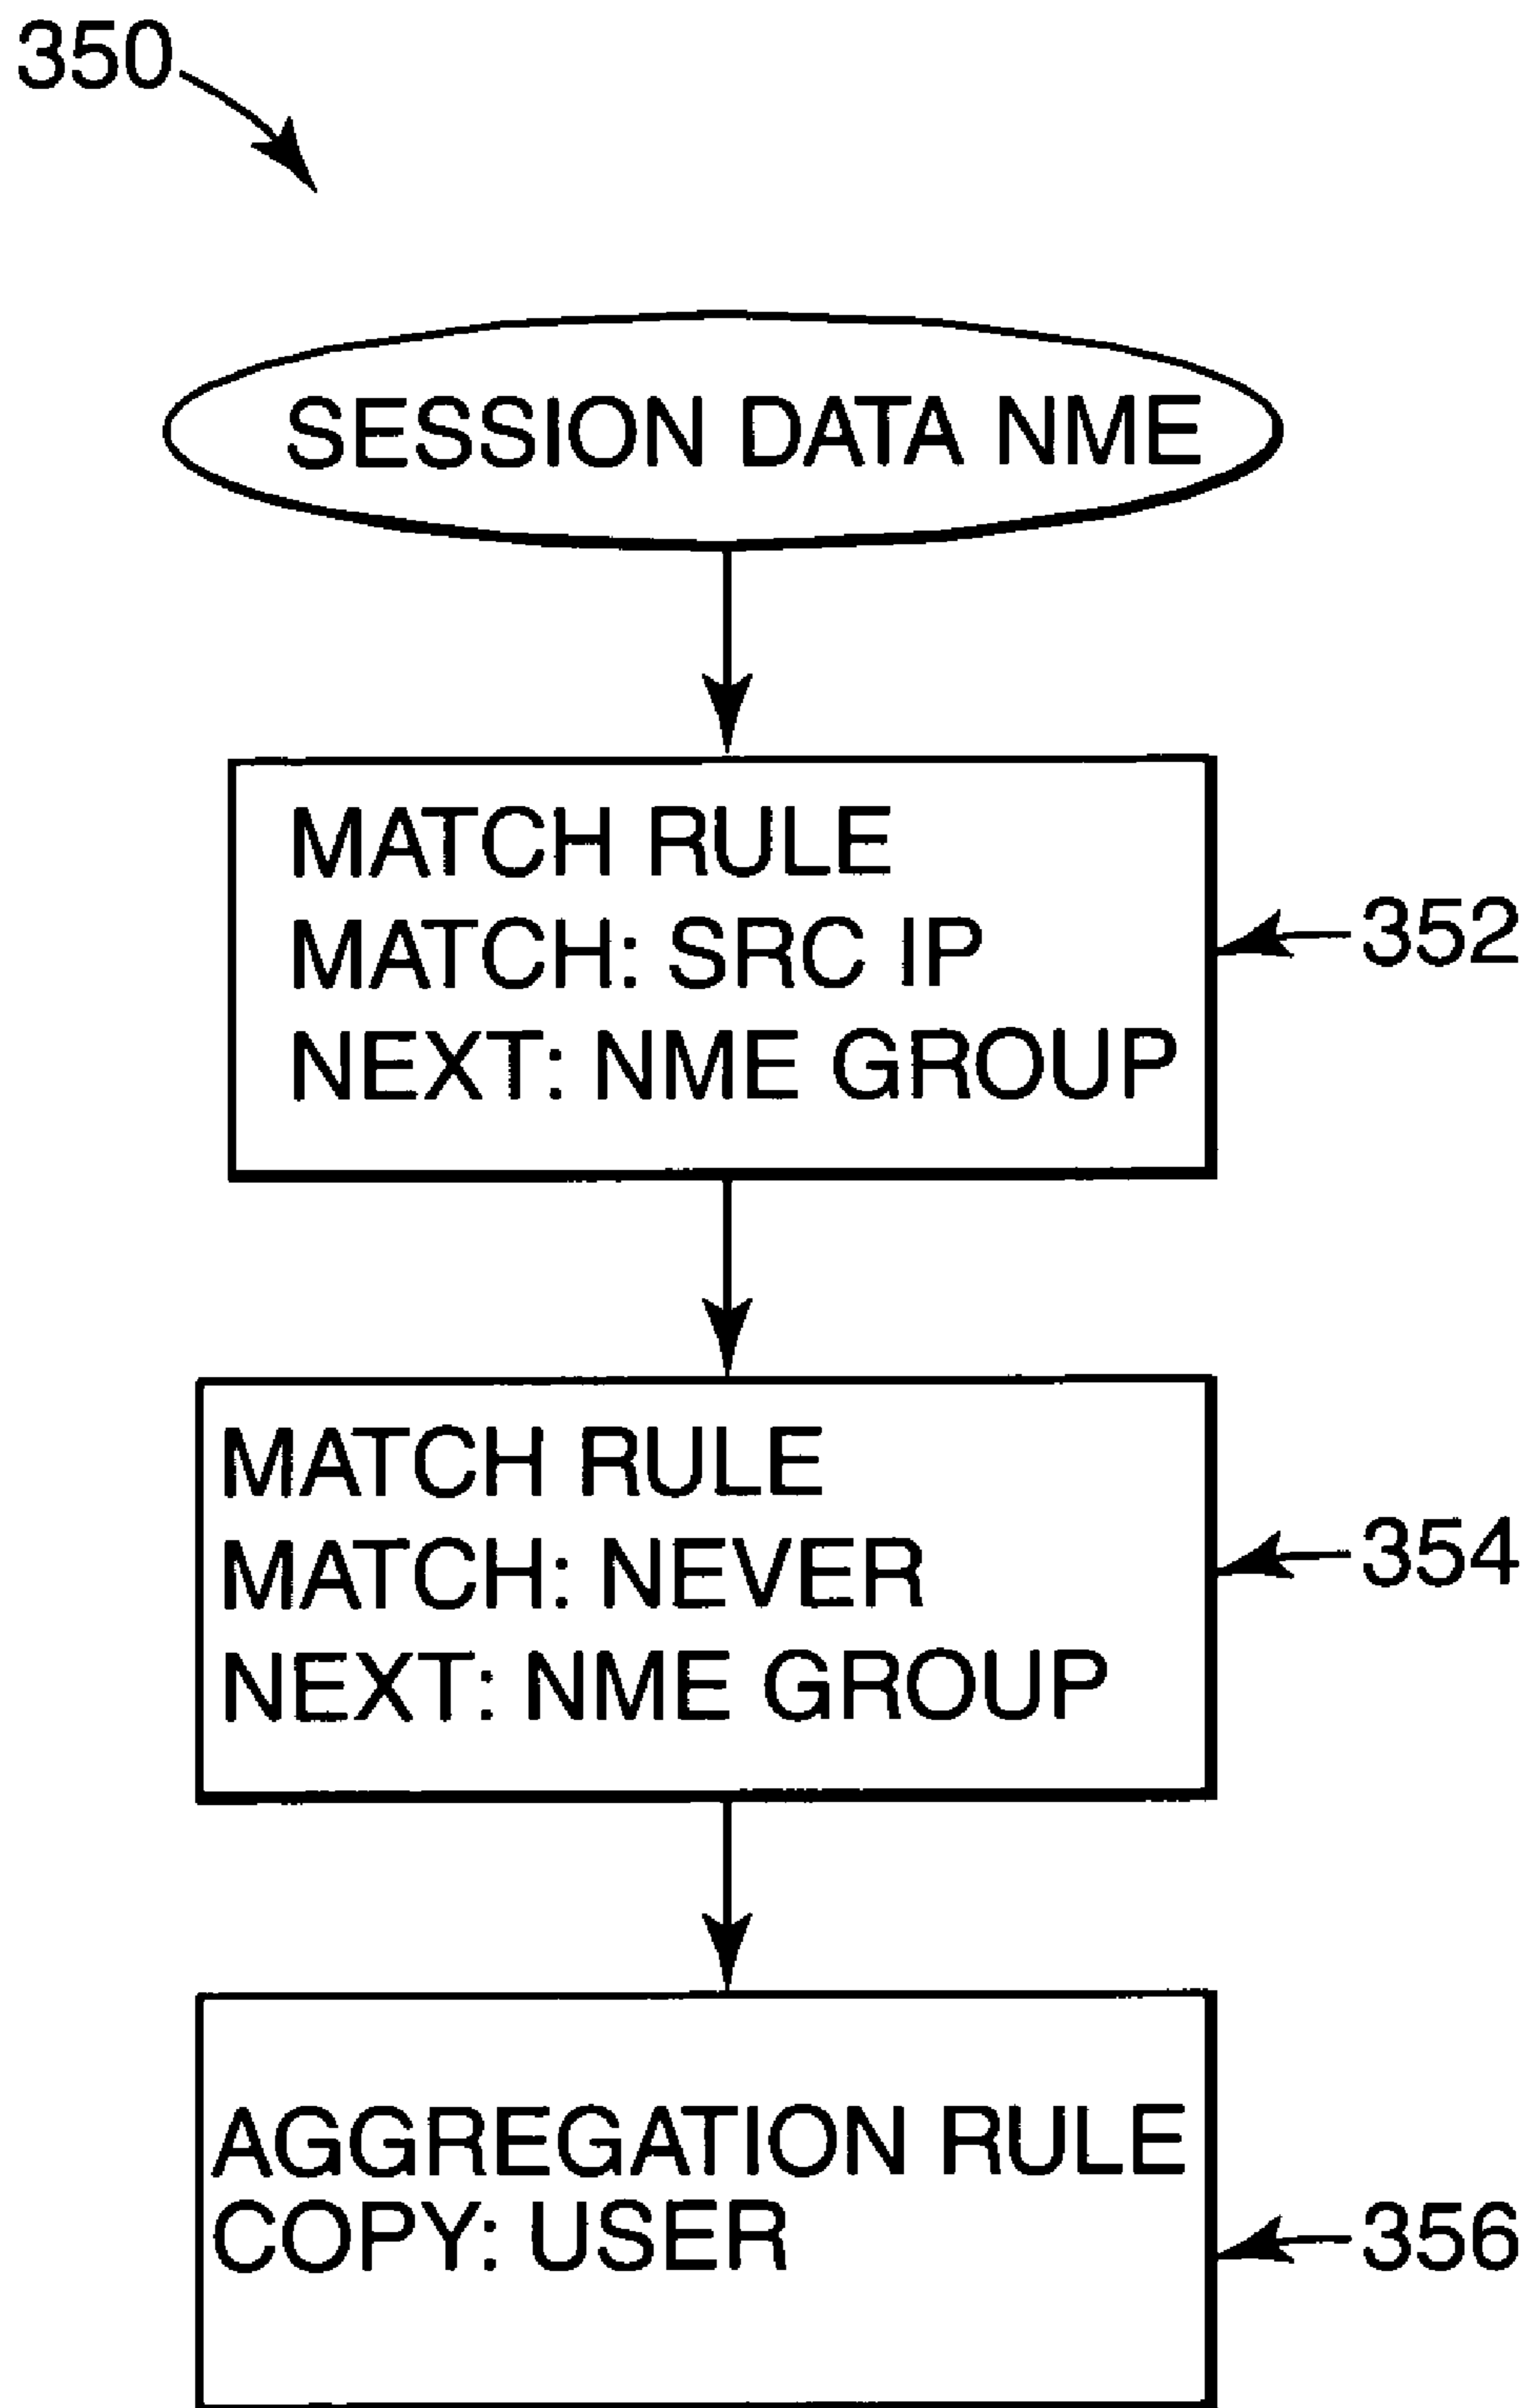 350
SESSION DATA NME
MATCH RULE
MATCH: SRC IP
NEXT: NME GROUP
352
MATCH RULE
MATCH: NEVER
NEXT: NME GROUP
354
AGGREGATION RULE
COPY: USER
356